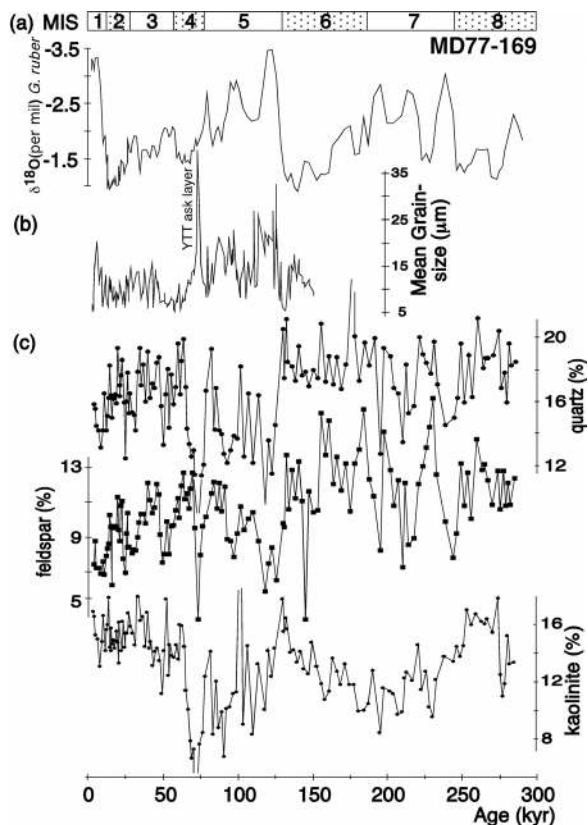 (a) MIS 1 2 3 4 5 6 7 8
MD77-169
δ18O(per mil) G. ruber
-3.5
-2.5
-1.5
(b)
YTT ask layer
Mean Grain-
size (μm)
35
25
15
5
(c)
quartz (%)
20
16
12
feldspar (%)
13
9
5
kaolinite (%)
16
12
8
0 50 100 150 200 250 300
Age (kyr)